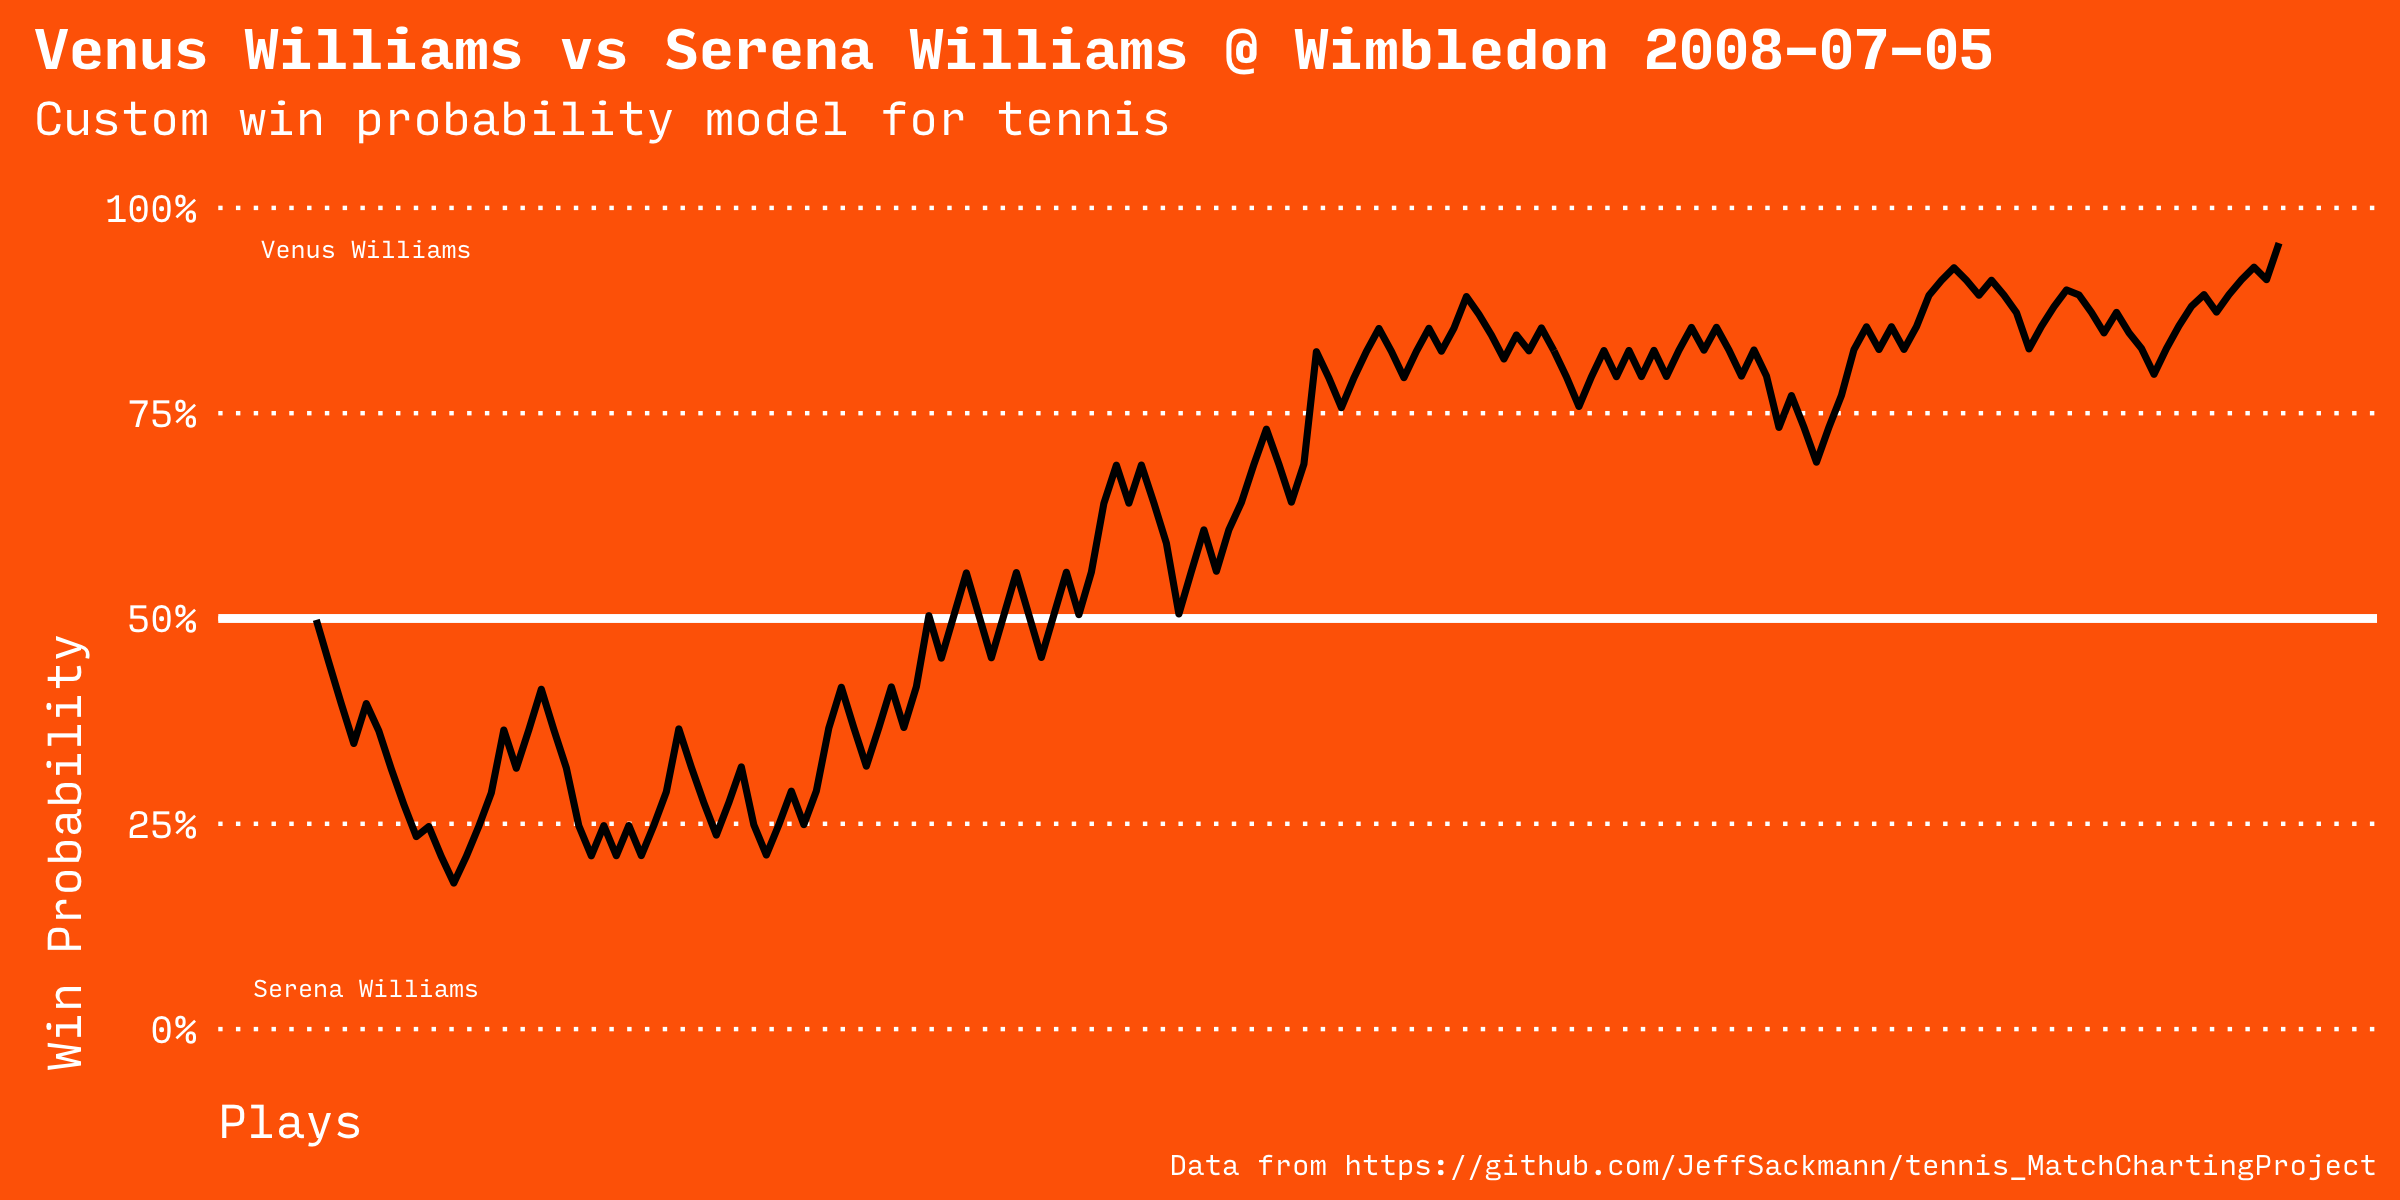 Venus Williams vs Serena Williams @ Wimbledon 2008-07-05
Custom win probability model for tennis
100%
Venus Williams
75%
50%
25%
Serena Williams
0%
Win Probability
Plays
Data from https://github.com/JeffSackmann/tennis_MatchChartingProject